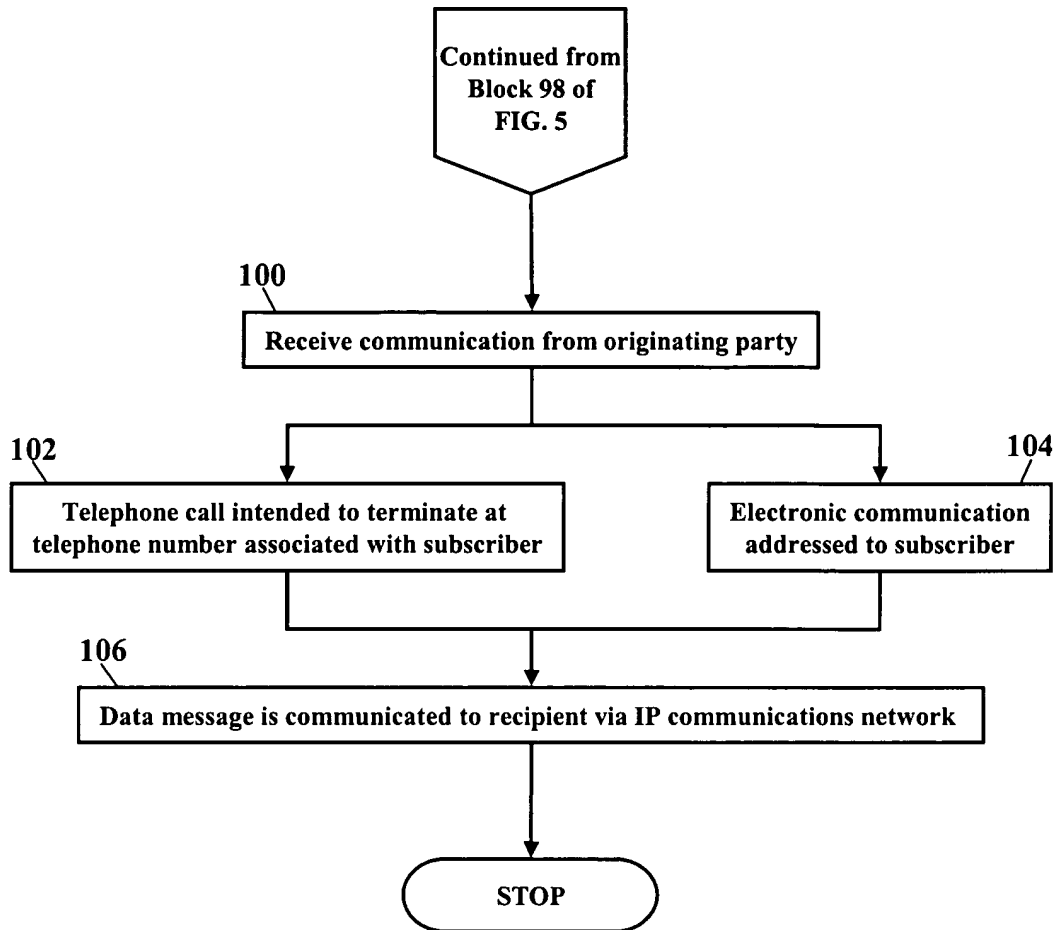 Continued from
Block 98 of
FIG. 5
100
Receive communication from originating party
102
Telephone call intended to terminate at
telephone number associated with subscriber
104
Electronic communication
addressed to subscriber
106
Data message is communicated to recipient via IP communications network
STOP